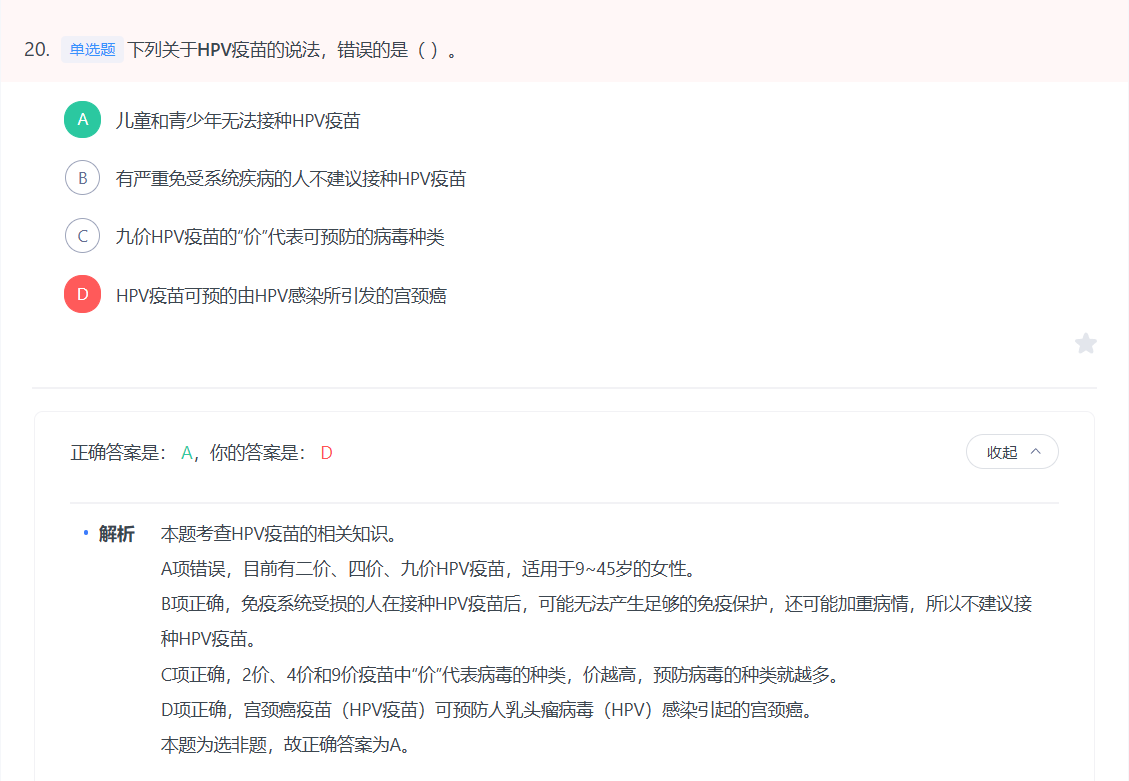 20. 单选题 下列关于HPV疫苗的说法，错误的是（ ）。
A 儿童和青少年无法接种HPV疫苗
B 有严重免受系统疾病的人不建议接种HPV疫苗
C 九价HPV疫苗的“价”代表可预防的病毒种类
D HPV疫苗可预的由HPV感染所引发的宫颈癌
正确答案是： A，你的答案是： D
收起
• 解析 本题考查HPV疫苗的相关知识。
A项错误，目前有二价、四价、九价HPV疫苗，适用于9~45岁的女性。
B项正确，免疫系统受损的人在接种HPV疫苗后，可能无法产生足够的免疫保护，还可能加重病情，所以不建议接
种HPV疫苗。
C项正确，2价、4价和9价疫苗中“价”代表病毒的种类，价越高，预防病毒的种类就越多。
D项正确，宫颈癌疫苗（HPV疫苗）可预防人乳头瘤病毒（HPV）感染引起的宫颈癌。
本题为选非题，故正确答案为A。